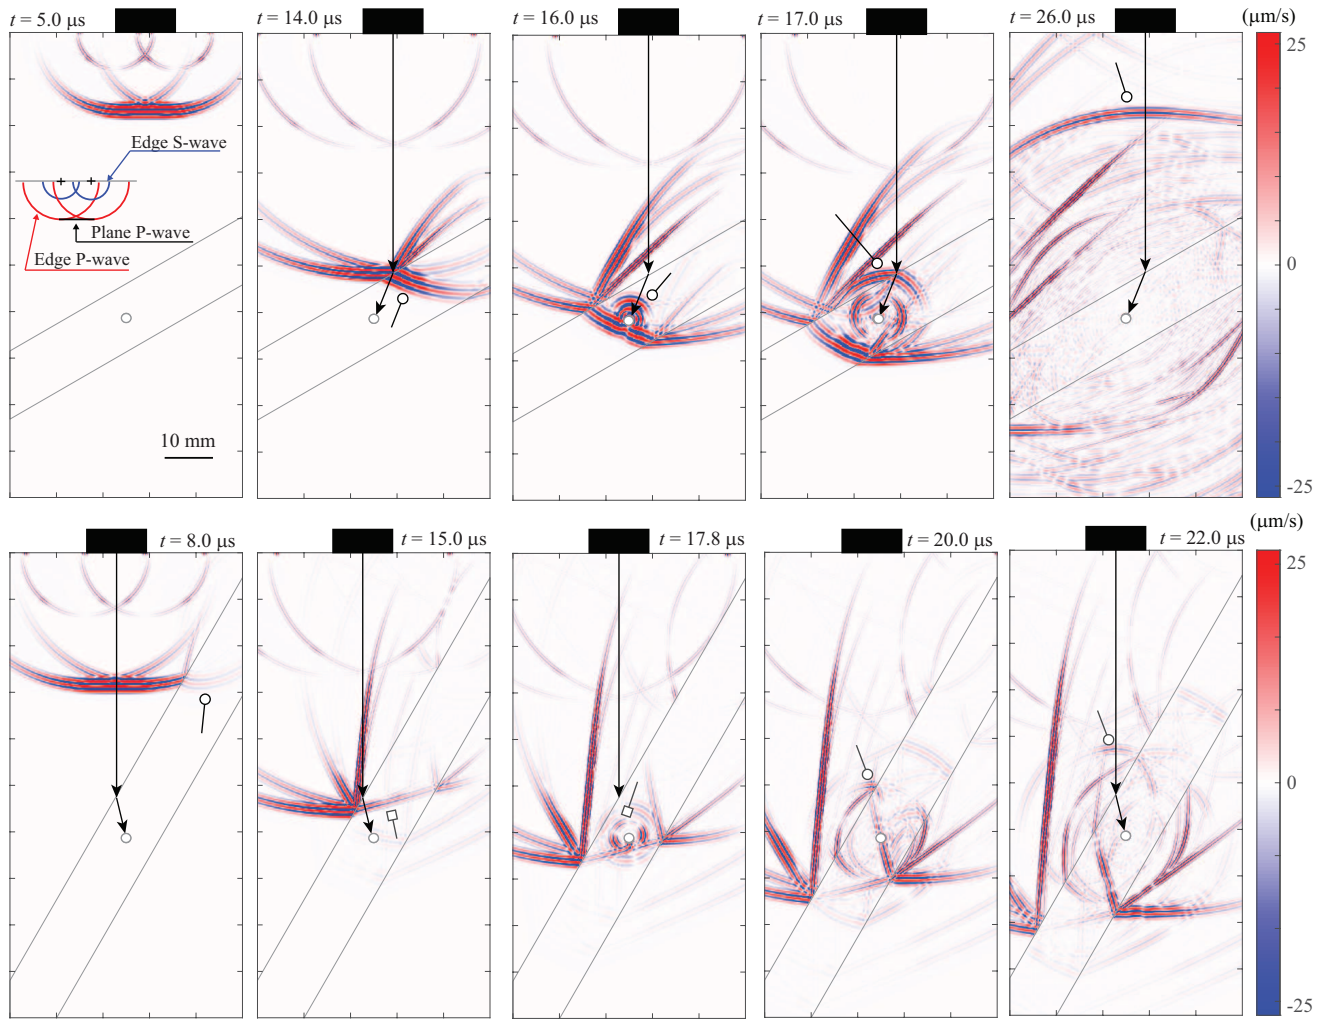 t = 5.0 μs
t = 14.0 μs
t = 16.0 μs
t = 17.0 μs
t = 26.0 μs
(μm/s)
25
0
-25
Edge S-wave
Plane P-wave
Edge P-wave
10 mm
t = 8.0 μs
t = 15.0 μs
t = 17.8 μs
t = 20.0 μs
t = 22.0 μs
(μm/s)
25
0
-25